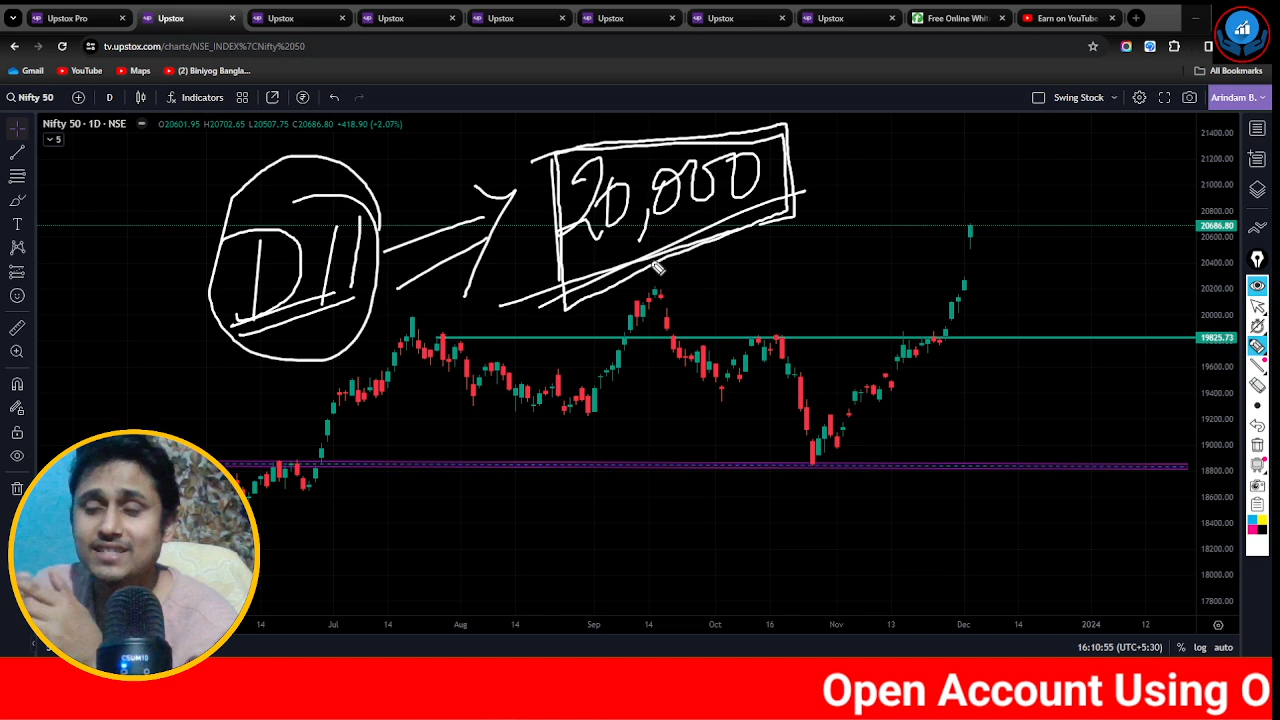 Upstox Pro
Upstox
Upstox
Upstox
Upstox
Upstox
Upstox
Upstox
Free Online Whit
Earn on YouTube
tv.upstox.com/charts/NSE_INDEX%7CNifty%2050
Gmail
YouTube
Maps
(2) Biniyog Bangla...
All Bookmarks
Nifty 50
D
Indicators
Swing Stock
Arindam B.
Nifty 50 · 1D · NSE
O20601.95 H20702.65 L20507.75 C20686.80 +418.90 (+2.07%)
5
DII
20,000
21400.00
21200.00
21000.00
20800.00
20686.80
20600.00
20400.00
20200.00
20000.00
19825.73
19600.00
19400.00
19200.00
19000.00
18800.00
18600.00
18400.00
18200.00
18000.00
17800.00
14
Jul
14
Aug
14
Sep
14
Oct
16
Nov
13
Dec
14
2024
12
16:10:55 (UTC+5:30)
%
log
auto
Open Account Using O